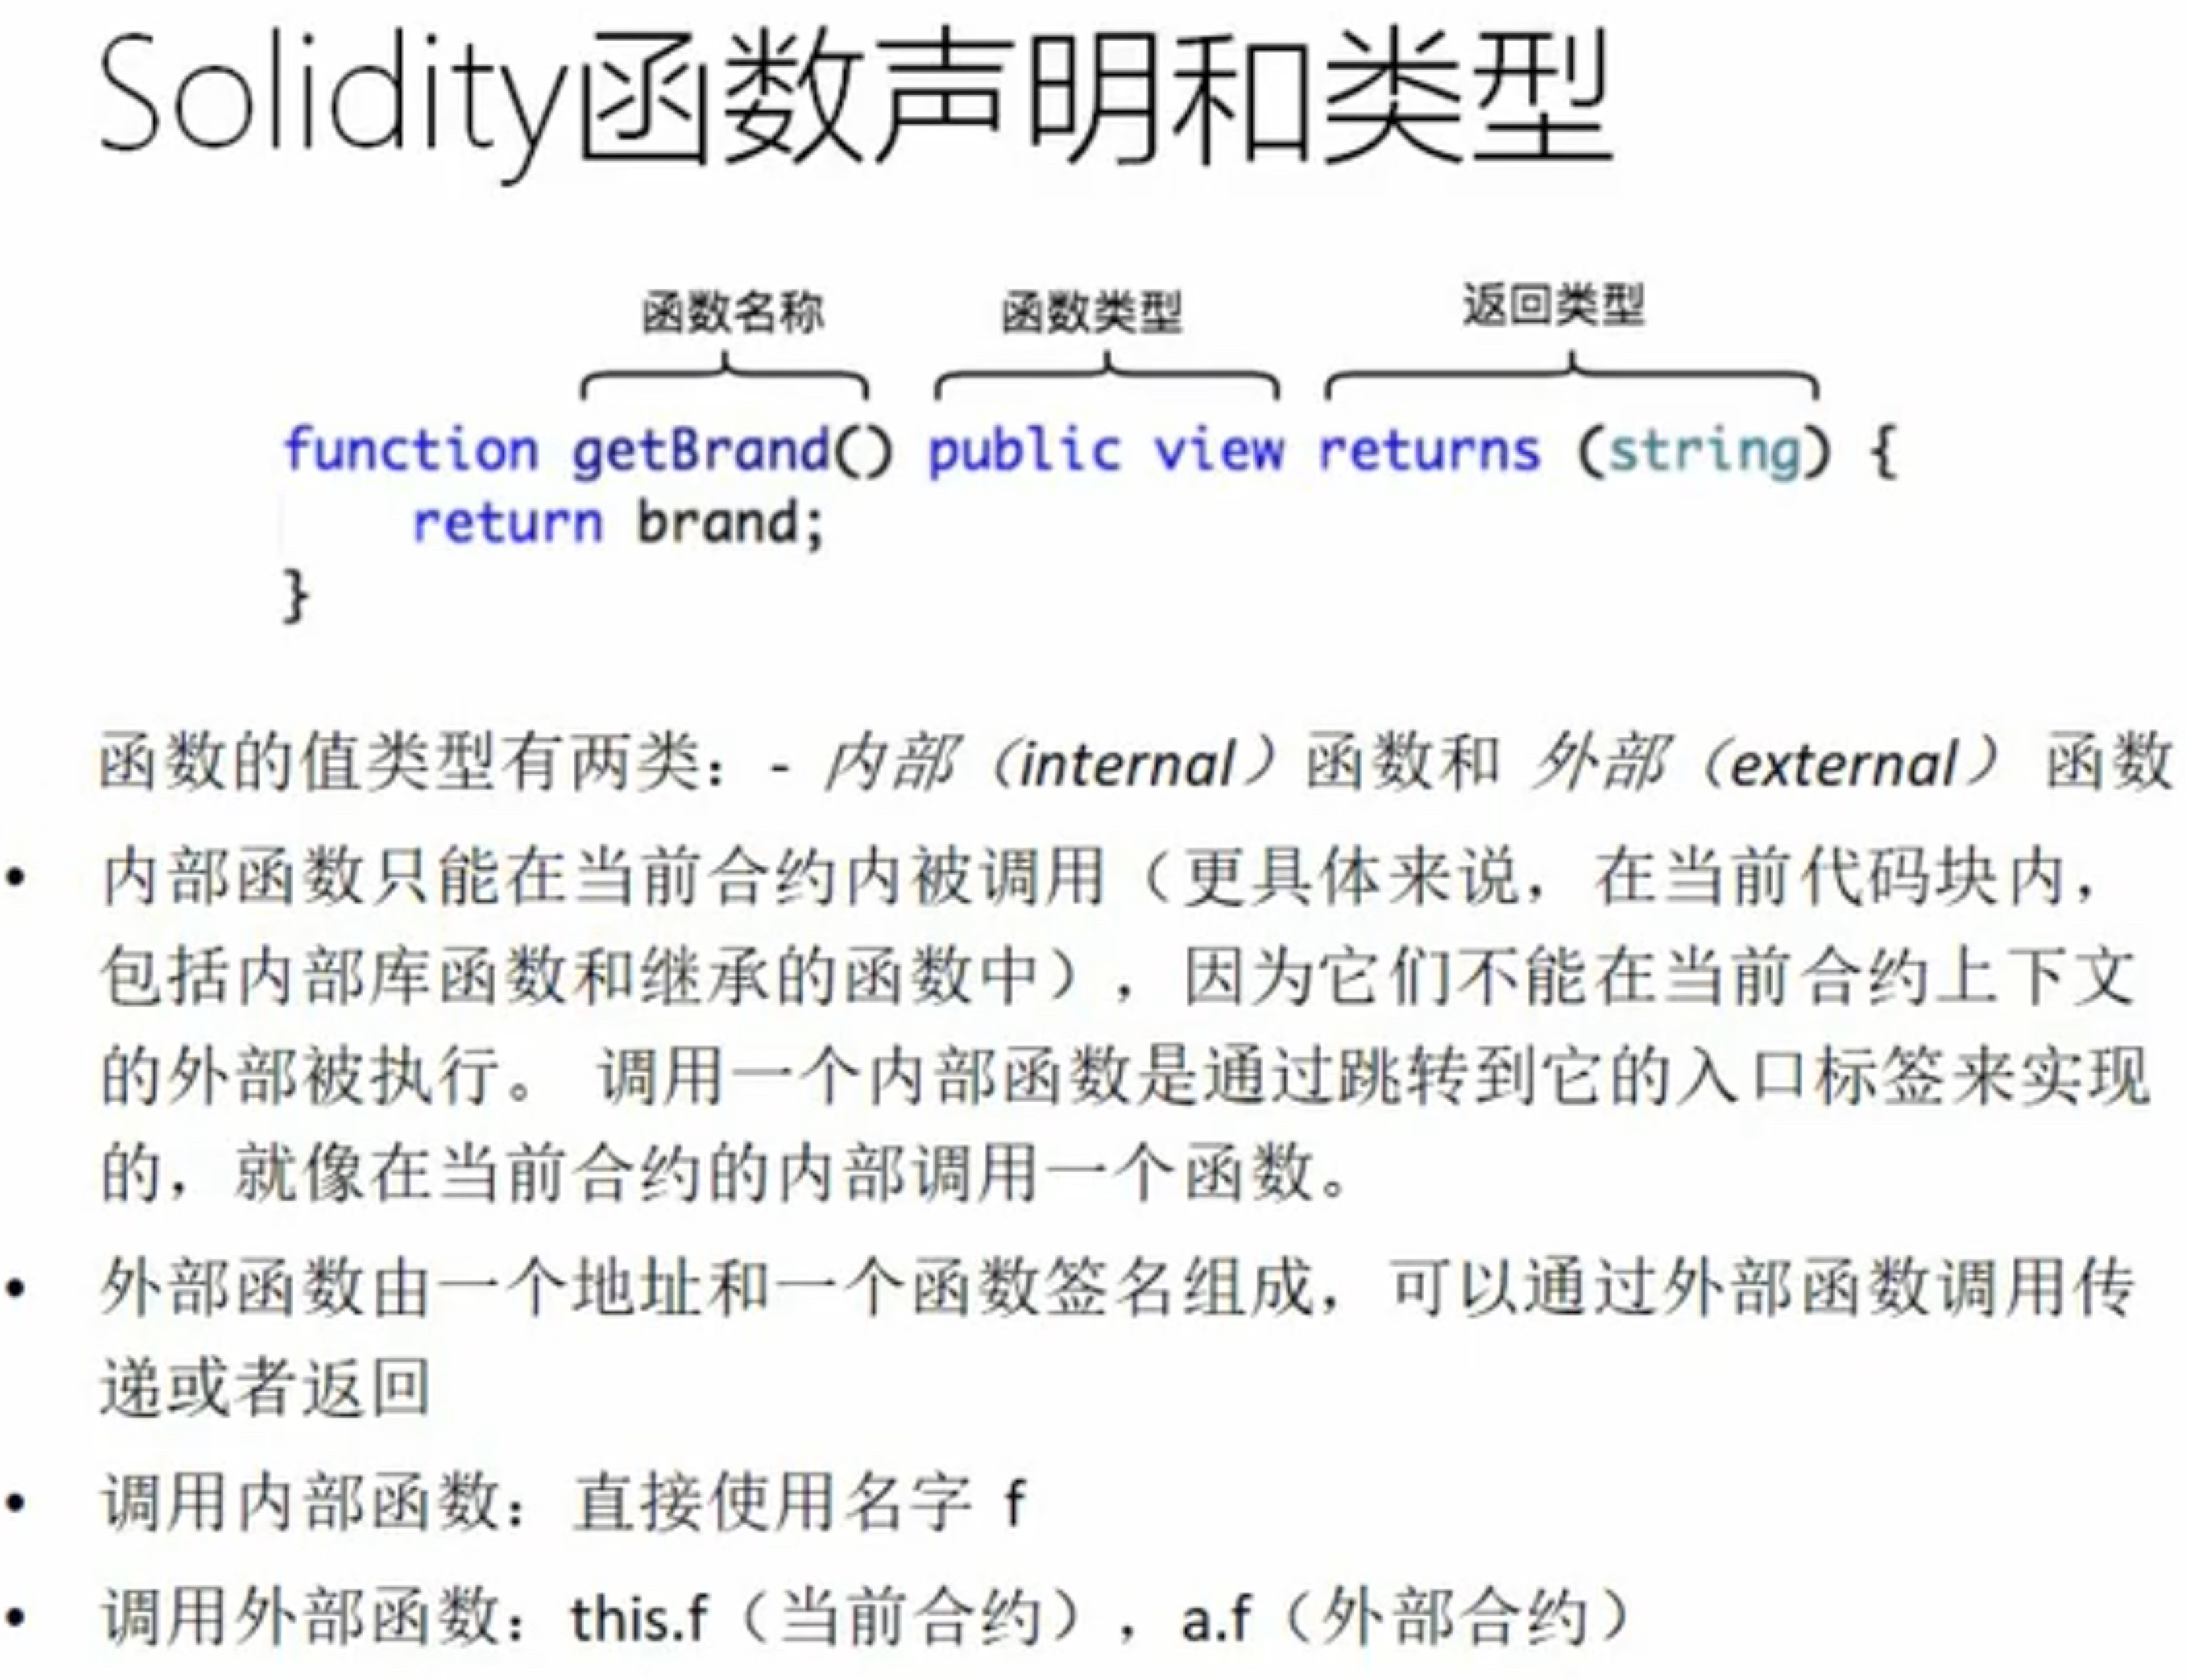 Solidity函数声明和类型
函数名称 函数类型 返回类型
function getBrand() public view returns (string) {
return brand;
}
函数的值类型有两类：- 内部（internal）函数和 外部（external） 函数
• 内部函数只能在当前合约内被调用（更具体来说，在当前代码块内，
包括内部库函数和继承的函数中），因为它们不能在当前合约上下文
的外部被执行。 调用一个内部函数是通过跳转到它的入口标签来实现
的，就像在当前合约的内部调用一个函数。
• 外部函数由一个地址和一个函数签名组成，可以通过外部函数调用传
递或者返回
• 调用内部函数：直接使用名字 f
• 调用外部函数：this.f（当前合约），a.f（外部合约）